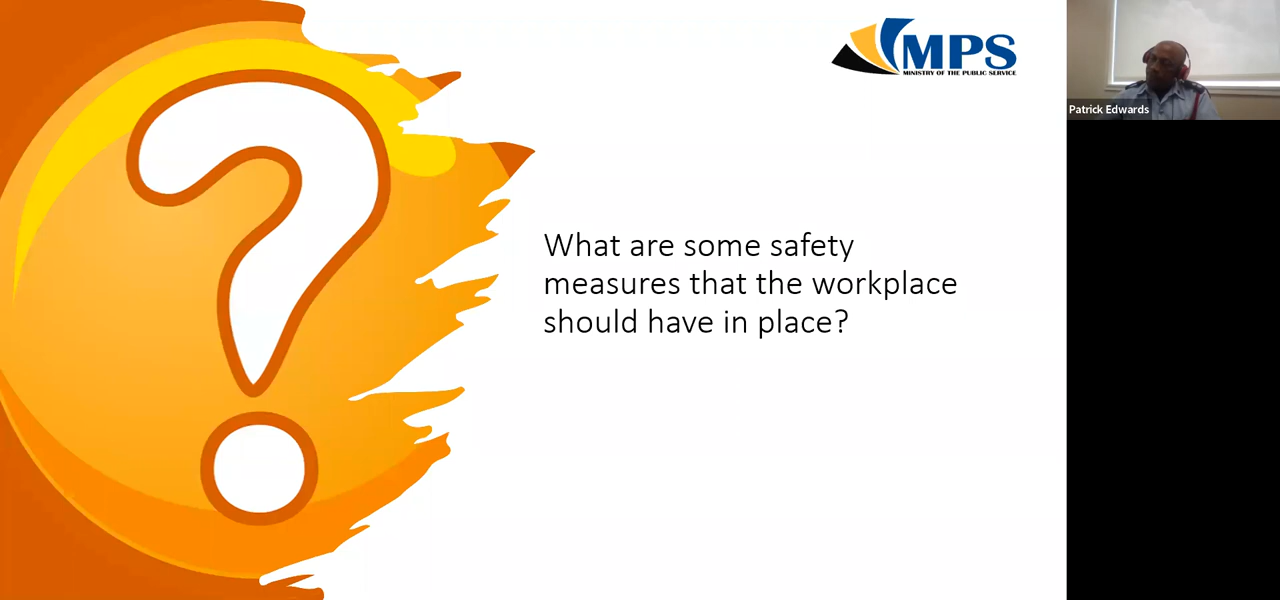 MPS
MINISTRY OF THE PUBLIC SERVICE
Patrick Edwards
What are some safety
measures that the workplace
should have in place?